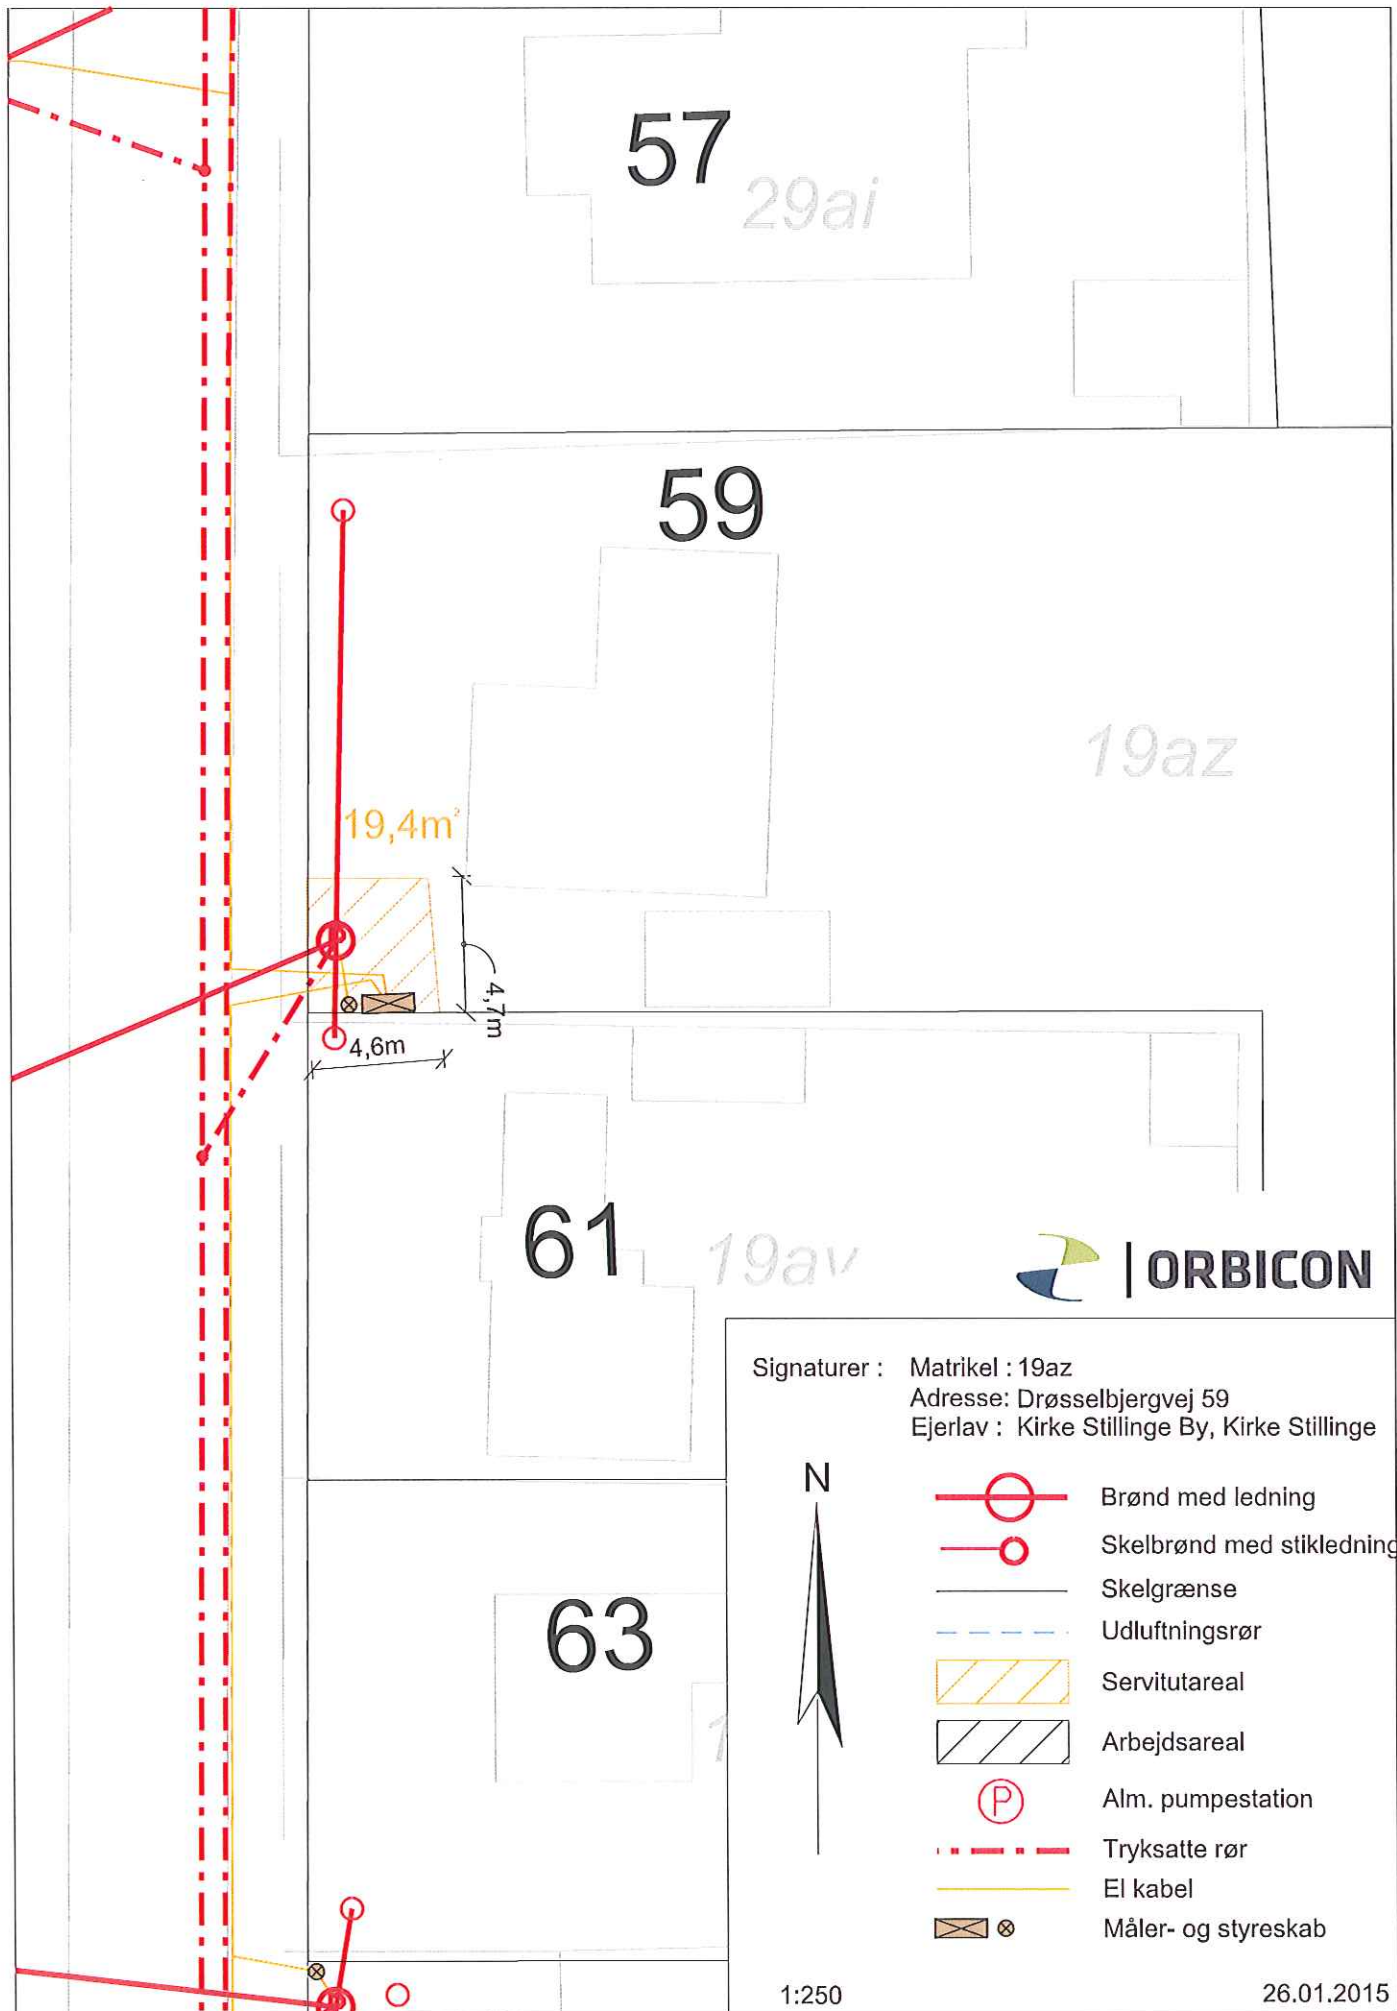 57
29ai
59
19az
19,4m²
4,7m
4,6m
61
19av
| ORBICON
Signaturer : Matrikel : 19az
Adresse: Drøsselbjergvej 59
Ejerlav : Kirke Stillinge By, Kirke Stillinge
N
Brønd med ledning
Skelbrønd med stikledning
Skelgrænse
Udluftningsrør
63
Servitutareal
1
Arbejdsareal
P
Alm. pumpestation
Tryksatte rør
El kabel
Måler- og styreskab
1:250
26.01.2015